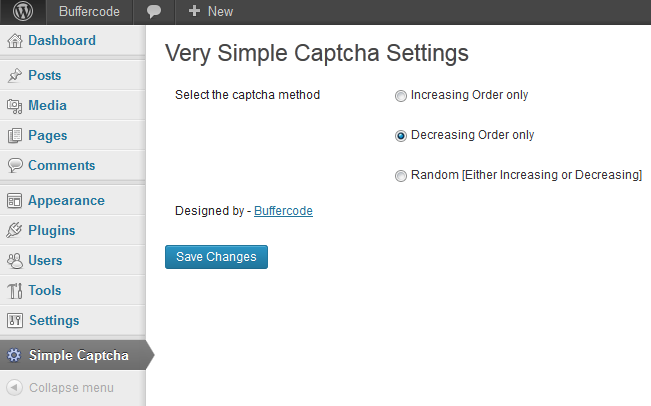 Buffercode
New
Dashboard
Posts
Media
Pages
Comments
Appearance
Plugins
Users
Tools
Settings
Simple Captcha
Collapse menu
Very Simple Captcha Settings
Select the captcha method
Increasing Order only
Decreasing Order only
Random [Either Increasing or Decreasing]
Designed by - Buffercode
Save Changes